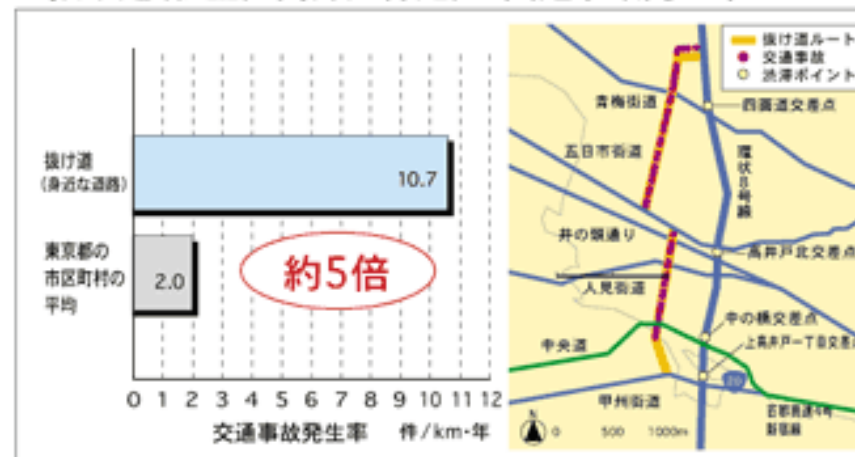 抜け道
(身近な道路)
10.7
東京都の
市区町村の
平均
2.0
約5倍
0 1 2 3 4 5 6 7 8 9 10 11 12
交通事故発生率 件/km・年
抜け道ルート
交通事故
渋滞ポイント
青梅街道
四面道交差点
五日市街道
環状8号線
井の頭通り
高井戸北交差点
人見街道
中の橋交差点
中央道
上高井戸一丁目交差点
20
甲州街道
首都高速4号
新宿線
N
0 500 1000m